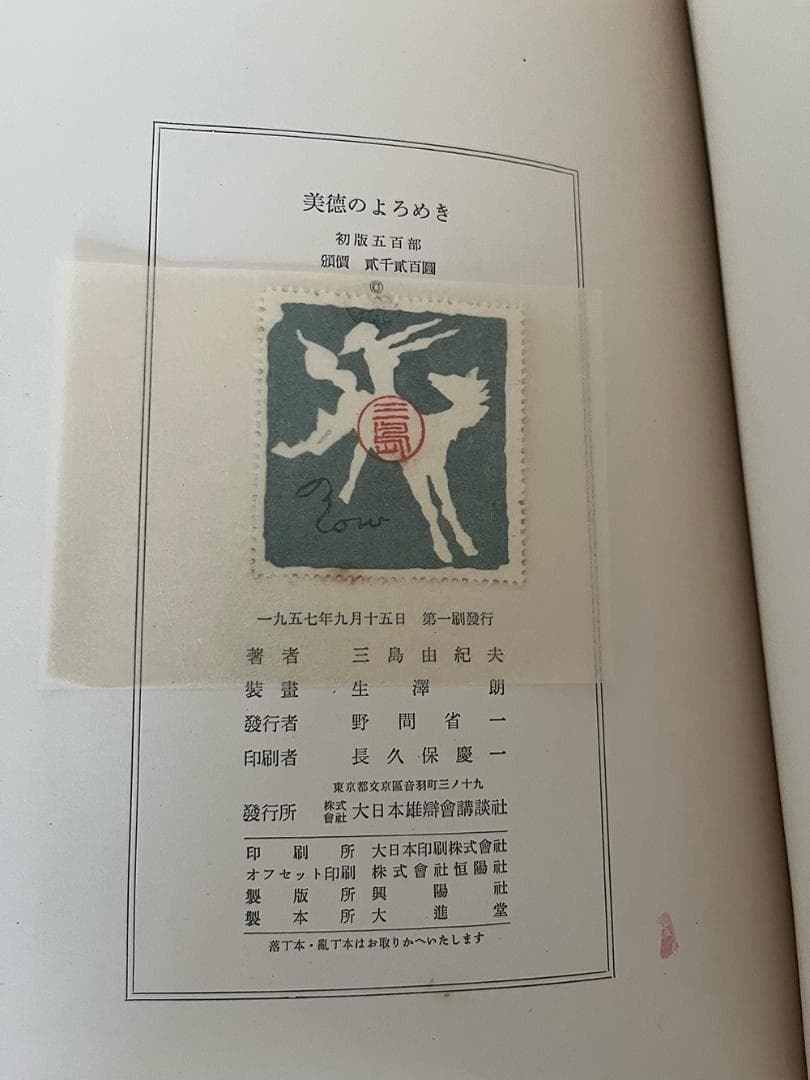 美德のよろめき
初版五百部
頒價 貳千貳百圓
©
三島
一九五七年九月十五日 第一刷發行
著者 三島由紀夫
裝畫 生澤朗
發行者 野間省一
印刷者 長久保慶一
東京都文京區音羽町三ノ十九
發行所 株式會社 大日本雄辯會講談社
印刷所 大日本印刷株式會社
オフセット印刷 株式會社恒陽社
製版所 興陽社
製本所 大進堂
落丁本・亂丁本はお取りかへいたします